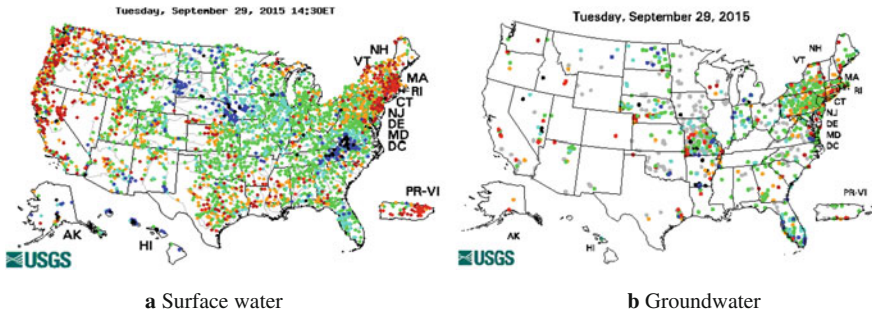 Tuesday, September 29, 2015 14:30ET
NH
VT
MA
RI
CT
NJ
DE
MD
DC
PR-VI
AK
HI
USGS
a Surface water
Tuesday, September 29, 2015
NH
VT
MA
RI
CT
NJ
DE
MD
DC
PR-VI
AK
HI
USGS
b Groundwater